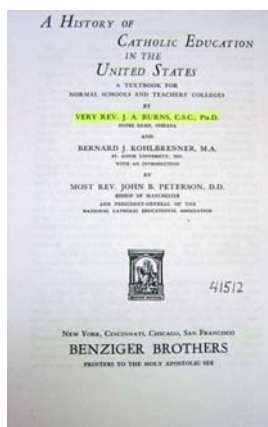 A HISTORY OF
CATHOLIC EDUCATION
IN THE
UNITED STATES
A TEXTBOOK FOR
NORMAL SCHOOLS AND TEACHERS' COLLEGES
BY
VERY REV. J. A. BURNS, C.S.C., PH.D.
NOTRE DAME, INDIANA
AND
BERNARD J. KOHLBRENNER, M.A.
ST. LOUIS UNIVERSITY, MO.
WITH AN INTRODUCTION
BY
MOST REV. JOHN B. PETERSON, D.D.
BISHOP OF MANCHESTER
AND PRESIDENT-GENERAL OF THE
NATIONAL CATHOLIC EDUCATIONAL ASSOCIATION
41512
NEW YORK, CINCINNATI, CHICAGO, SAN FRANCISCO
BENZIGER BROTHERS
PRINTERS TO THE HOLY APOSTOLIC SEE